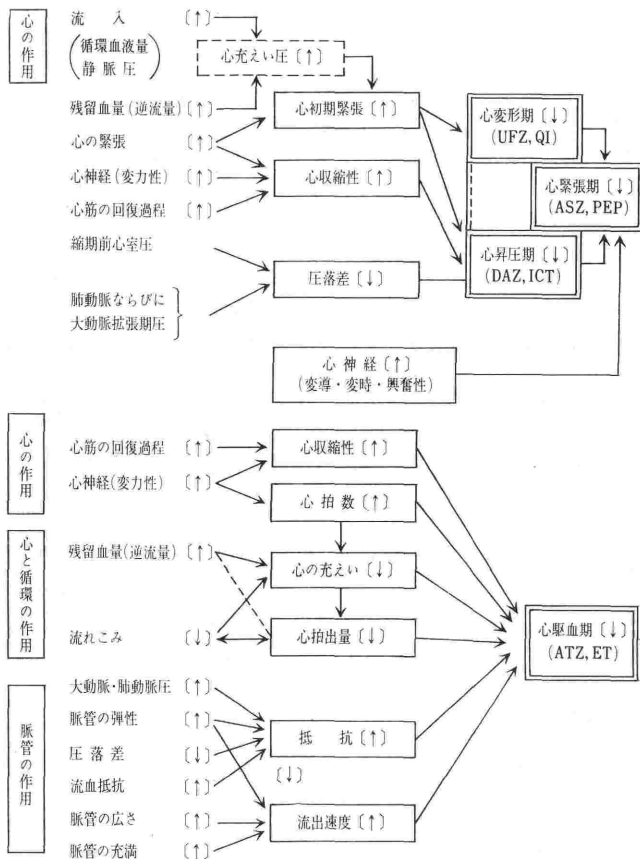 心の作用
流 入 〔↑〕
(循環血液量
静脈圧)
心充えい圧〔↑〕
残留血量(逆流量)〔↑〕
心の緊張 〔↑〕
心神経(変力性) 〔↑〕
心筋の回復過程 〔↑〕
縮期前心室圧
肺動脈ならびに
大動脈拡張期圧
心初期緊張〔↑〕
心収縮性〔↑〕
圧落差〔↓〕
心変形期〔↓〕
(UFZ, QI)
心緊張期〔↓〕
(ASZ, PEP)
心昇圧期〔↓〕
(DAZ, ICT)
心神経〔↑〕
(変導・変時・興奮性)
心の作用
心筋の回復過程 〔↑〕
心神経(変力性) 〔↑〕
心収縮性〔↑〕
心拍数〔↑〕
心と循環の作用
残留血量(逆流量)〔↑〕
流れこみ 〔↓〕
心の充えい〔↓〕
心拍出量〔↓〕
心駆血期〔↓〕
(ATZ, ET)
脈管の作用
大動脈・肺動脈圧 〔↑〕
脈管の弾性 〔↑〕
圧落差 〔↓〕
流血抵抗 〔↑〕
脈管の広さ 〔↑〕
脈管の充満 〔↑〕
抵 抗〔↑〕
〔↓〕
流出速度〔↑〕